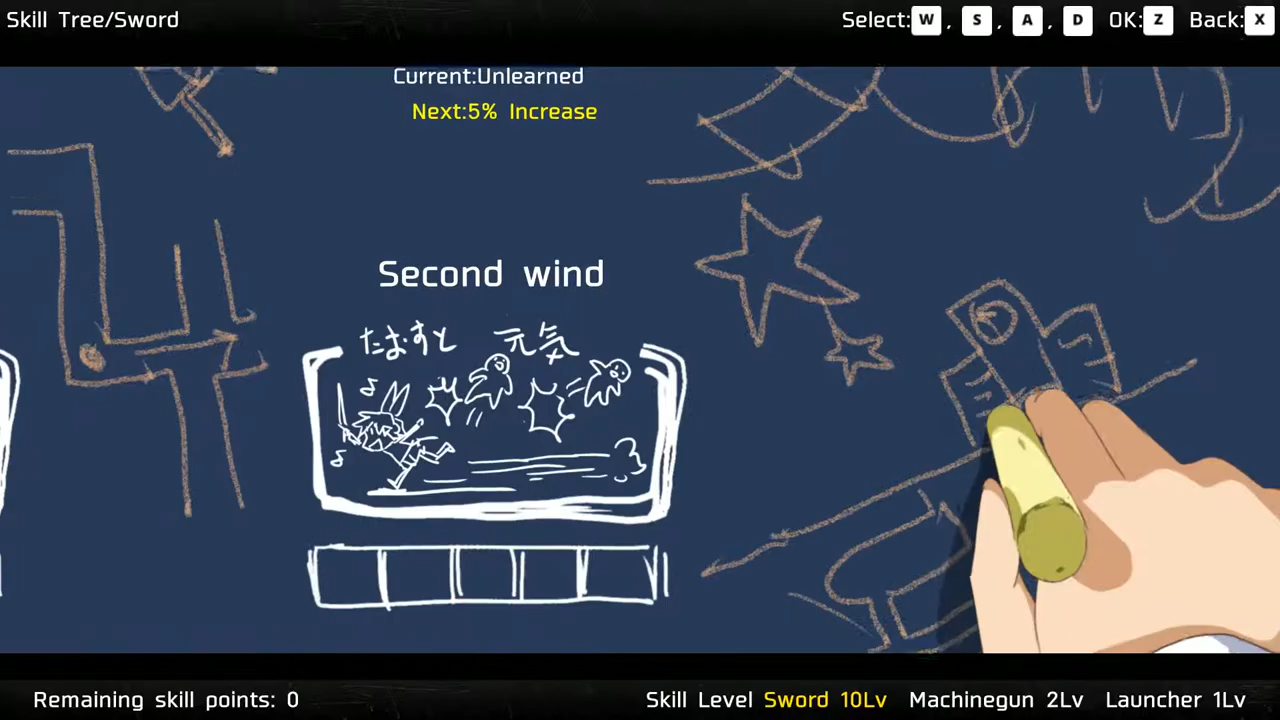 Skill Tree/Sword
Select: W, S, A, D OK: Z Back: X
Current:Unlearned
Next:5% Increase
Second wind
たおすと 元気
Remaining skill points: 0
Skill Level Sword 10Lv Machinegun 2Lv Launcher 1Lv